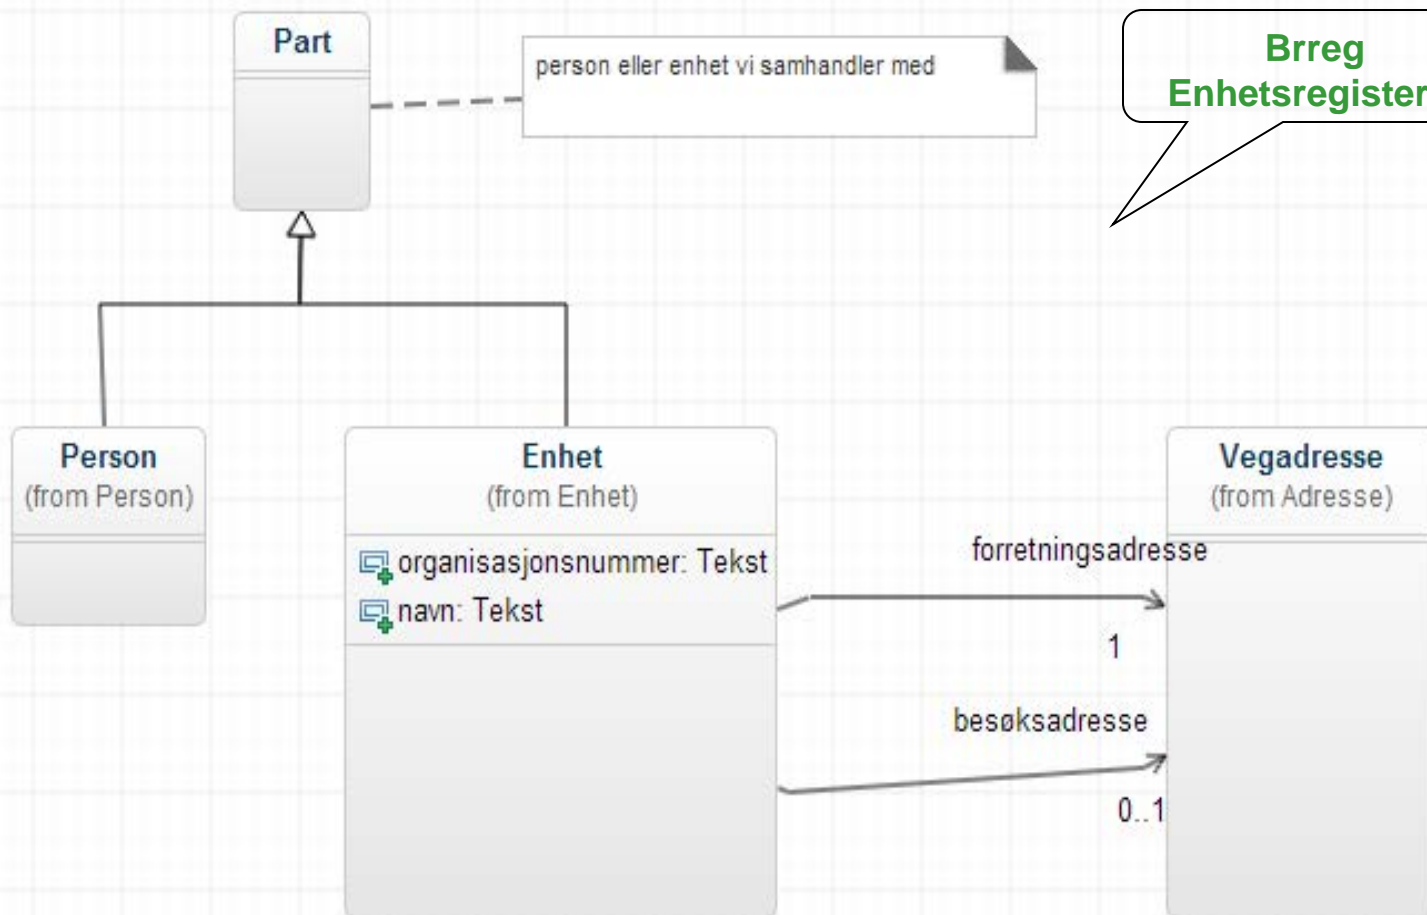 Part
person eller enhet vi samhandler med
Brreg
Enhetsregister
Person
(from Person)
Enhet
(from Enhet)
organisasjonsnummer: Tekst
navn: Tekst
Vegadresse
(from Adresse)
forretningsadresse
1
besøksadresse
0..1